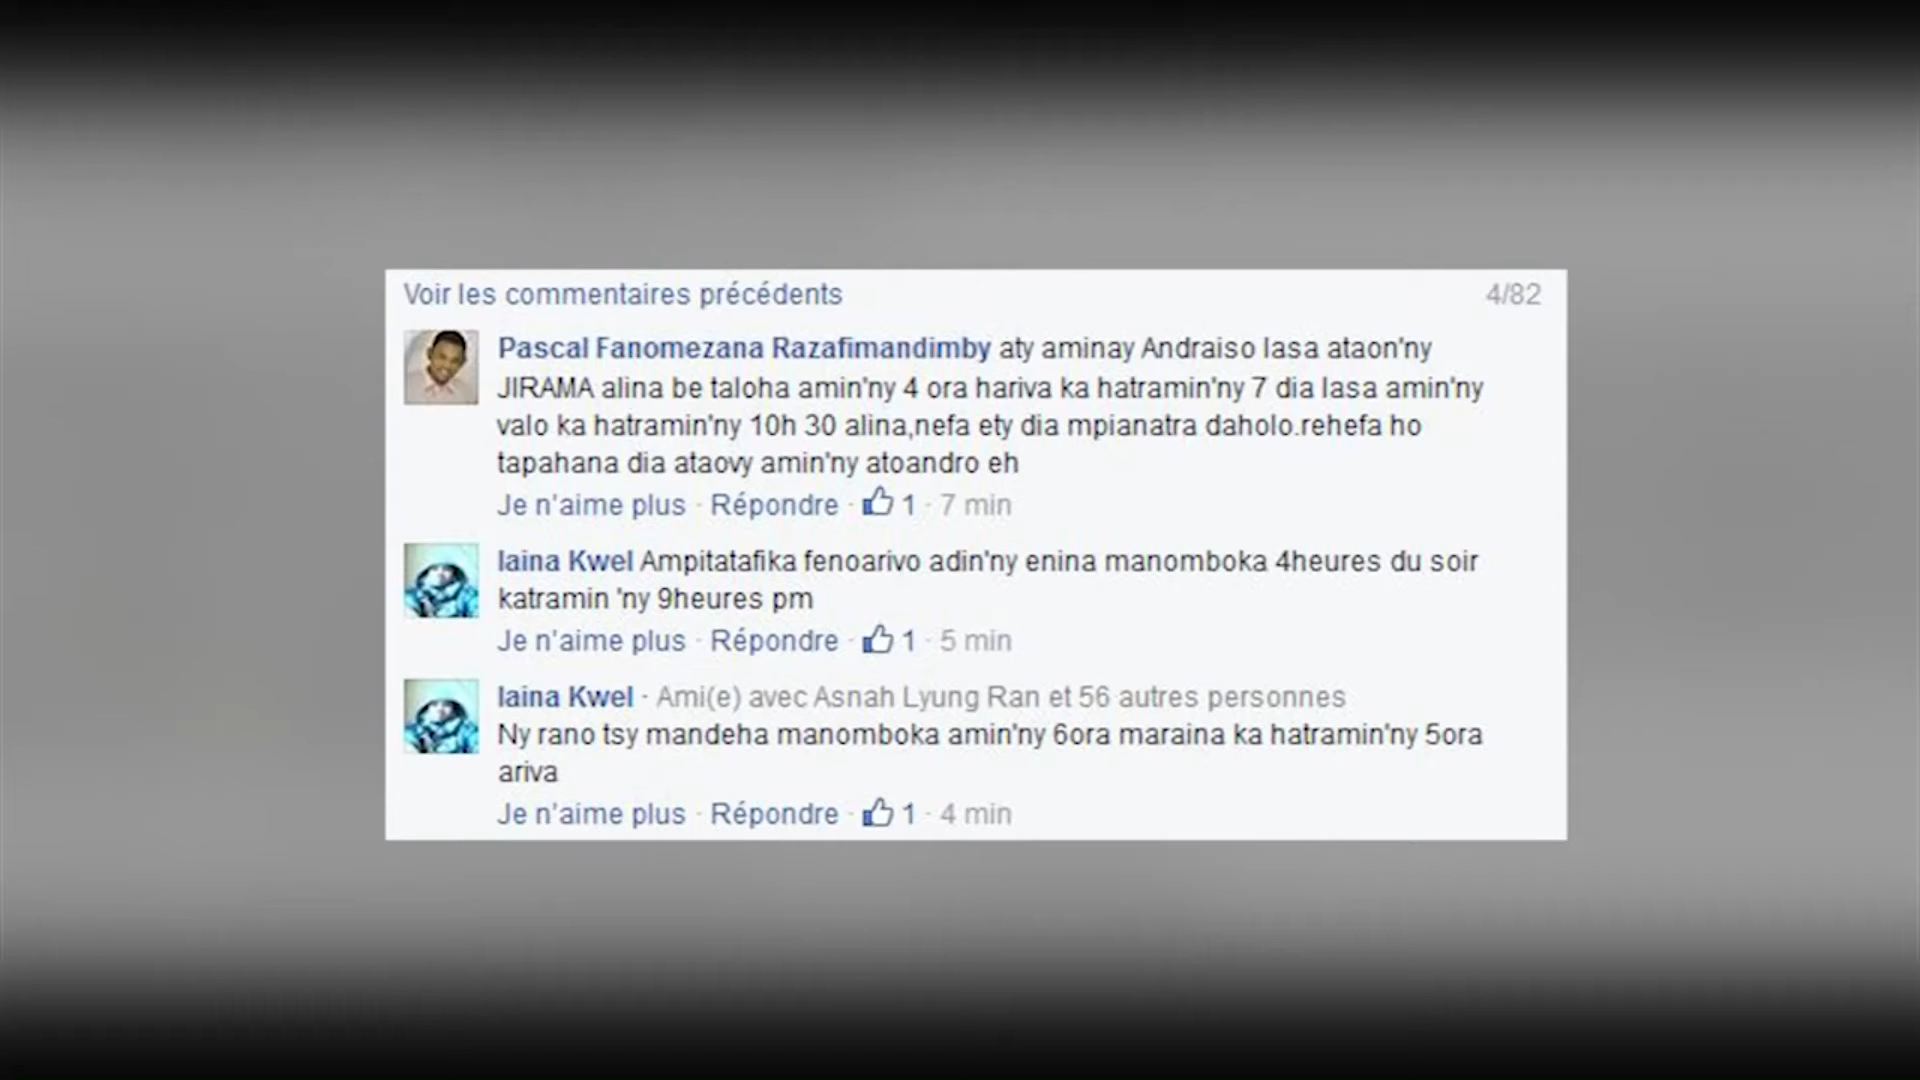 Voir les commentaires précédents 4/82
Pascal Fanomezana Razafimandimby aty aminay Andraiso lasa ataon'ny
JIRAMA alina be taloha amin'ny 4 ora hariva ka hatramin'ny 7 dia lasa amin'ny
valo ka hatramin'ny 10h 30 alina,nefa ety dia mpianatra daholo.rehefa ho
tapahana dia ataovy amin'ny atoandro eh
Je n'aime plus · Répondre · 1 · 7 min
Iaina Kwel Ampitatafika fenoarivo adin'ny enina manomboka 4heures du soir
katramin 'ny 9heures pm
Je n'aime plus · Répondre · 1 · 5 min
Iaina Kwel · Ami(e) avec Asnah Lyung Ran et 56 autres personnes
Ny rano tsy mandeha manomboka amin'ny 6ora maraina ka hatramin'ny 5ora
ariva
Je n'aime plus · Répondre · 1 · 4 min